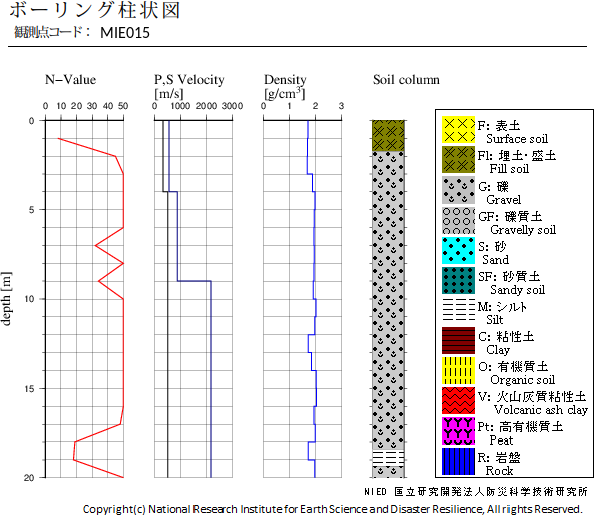 ボーリング柱状図
観測点コード： MIE015
N−Value P,S Velocity Density Soil column
[m/s] [g/cm³]
0 10 20 30 40 50 0 1000 2000 3000 0 1 2 3
0
5
10
15
20
depth [m]
F: 表土
Surface soil
Fl: 埋土・盛土
Fill soil
G: 礫
Gravel
GF: 礫質土
Gravelly soil
S: 砂
Sand
SF: 砂質土
Sandy soil
M: シルト
Silt
C: 粘性土
Clay
O: 有機質土
Organic soil
V: 火山灰質粘性土
Volcanic ash clay
Pt: 高有機質土
Peat
R: 岩盤
Rock
NIED 国立研究開発法人防災科学技術研究所
Copyright(c) National Research Institute for Earth Science and Disaster Resilience, All rights Reserved.